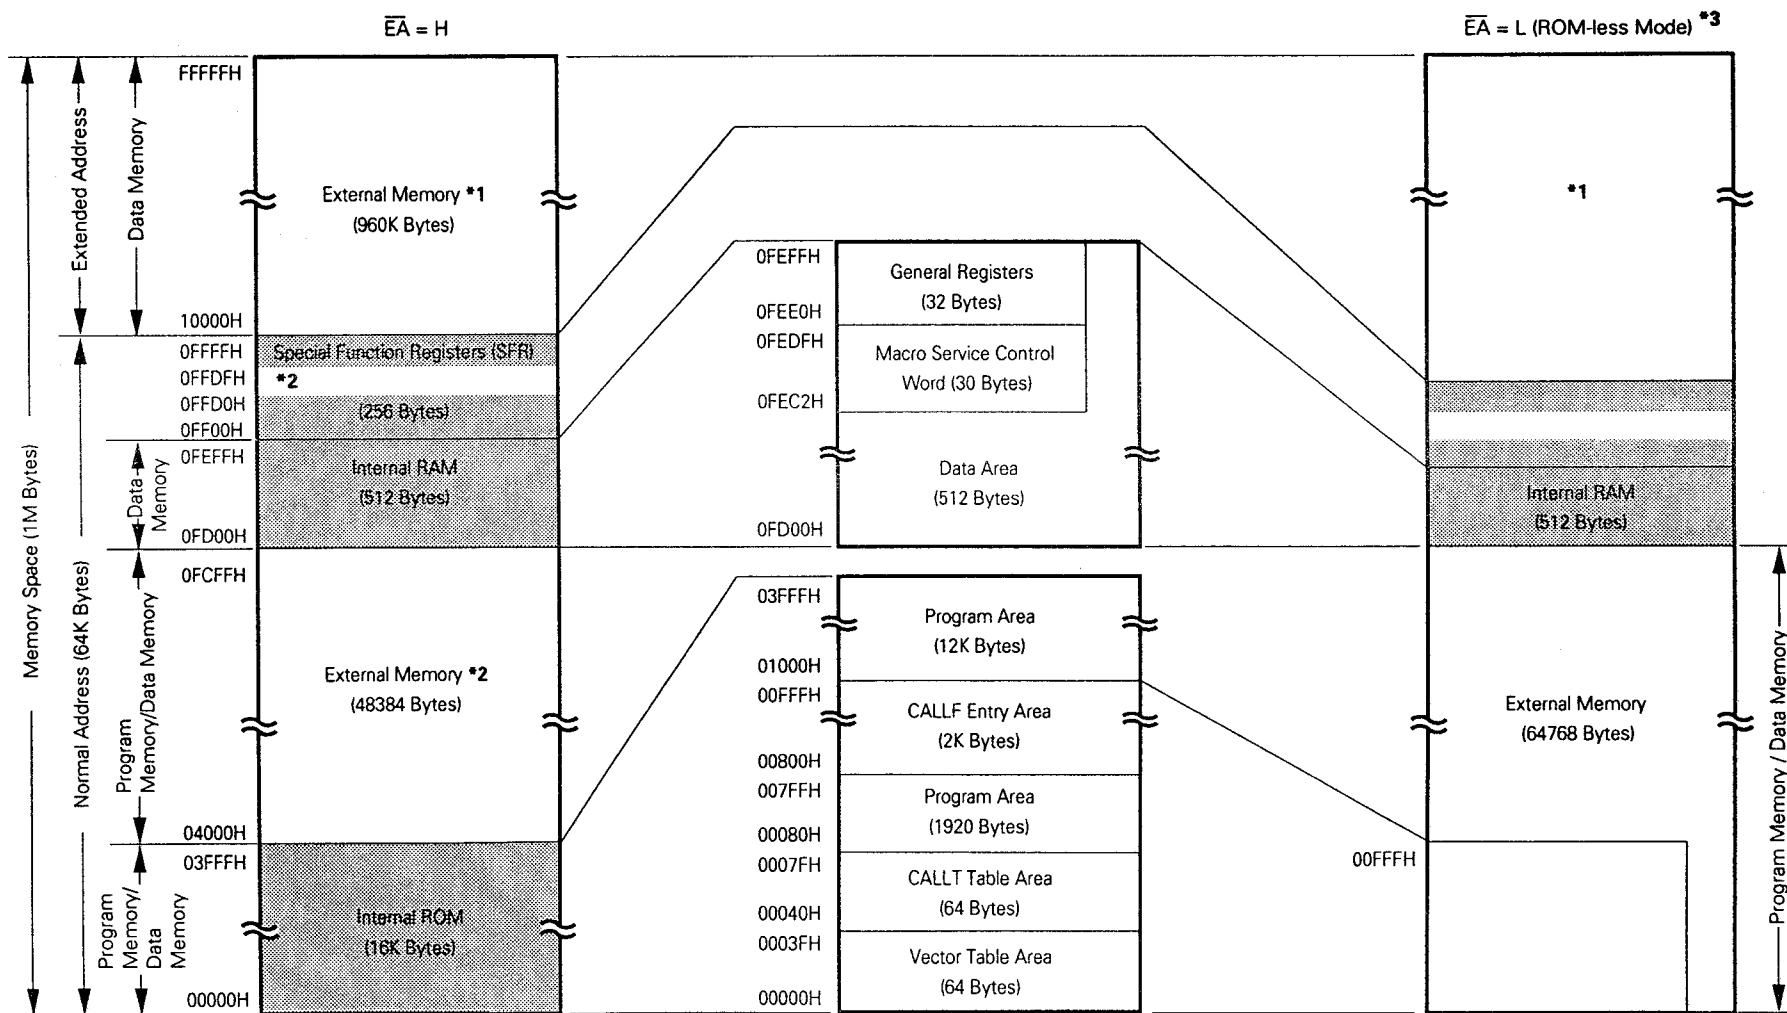 EA = H
EA = L (ROM-less Mode) *3
Memory Space (1M Bytes)
Extended Address
Normal Address (64K Bytes)
Data Memory
Data Memory
Program Memory/Data Memory
Program Memory/ Data Memory
FFFFFH
External Memory *1
(960K Bytes)
10000H
0FFFFH
Special Function Registers (SFR)
0FFDFH
*2
0FFD0H
(256 Bytes)
0FF00H
0FEFFH
Internal RAM
(512 Bytes)
0FD00H
0FCFFH
External Memory *2
(48384 Bytes)
04000H
03FFFH
Internal ROM
(16K Bytes)
00000H
0FEFFH
General Registers
(32 Bytes)
0FEE0H
0FEDFH
Macro Service Control
Word (30 Bytes)
0FEC2H
Data Area
(512 Bytes)
0FD00H
03FFFH
Program Area
(12K Bytes)
01000H
00FFFH
CALLF Entry Area
(2K Bytes)
00800H
007FFH
Program Area
(1920 Bytes)
00080H
0007FH
CALLT Table Area
(64 Bytes)
00040H
0003FH
Vector Table Area
(64 Bytes)
00000H
*1
Internal RAM
(512 Bytes)
External Memory
(64768 Bytes)
00FFFH
Program Memory / Data Memory